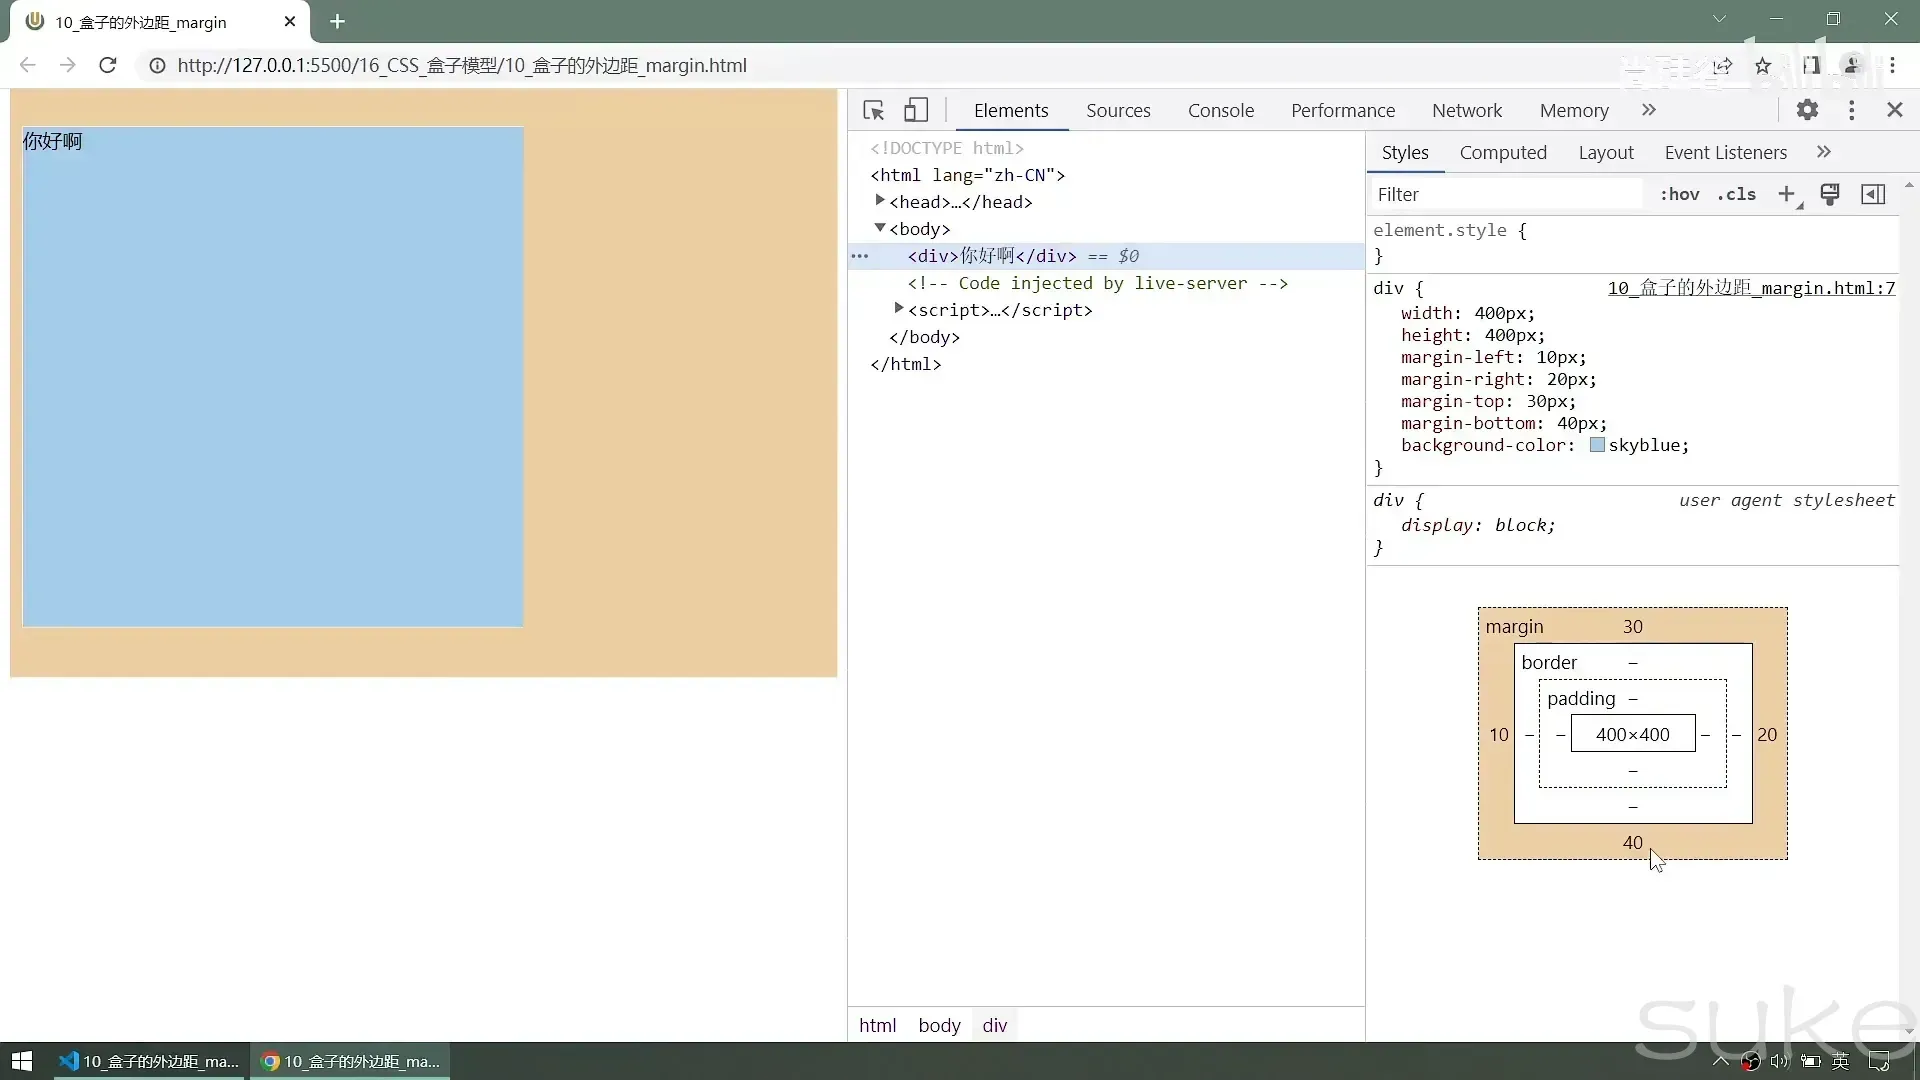 10_盒子的外边距_margin
http://127.0.0.1:5500/16_CSS_盒子模型/10_盒子的外边距_margin.html
你好啊
Elements
Sources
Console
Performance
Network
Memory
<!DOCTYPE html>
<html lang="zh-CN">
<head>…</head>
<body>
<div>你好啊</div> == $0
<!-- Code injected by live-server -->
<script>…</script>
</body>
</html>
html body div
Styles
Computed
Layout
Event Listeners
Filter
:hov .cls
element.style {
}
div { 10_盒子的外边距_margin.html:7
width: 400px;
height: 400px;
margin-left: 10px;
margin-right: 20px;
margin-top: 30px;
margin-bottom: 40px;
background-color: skyblue;
}
div { user agent stylesheet
display: block;
}
margin 30
border –
padding –
10 – – 400×400 – – 20
–
–
40
suke
10_盒子的外边距_ma...
10_盒子的外边距_ma...
英